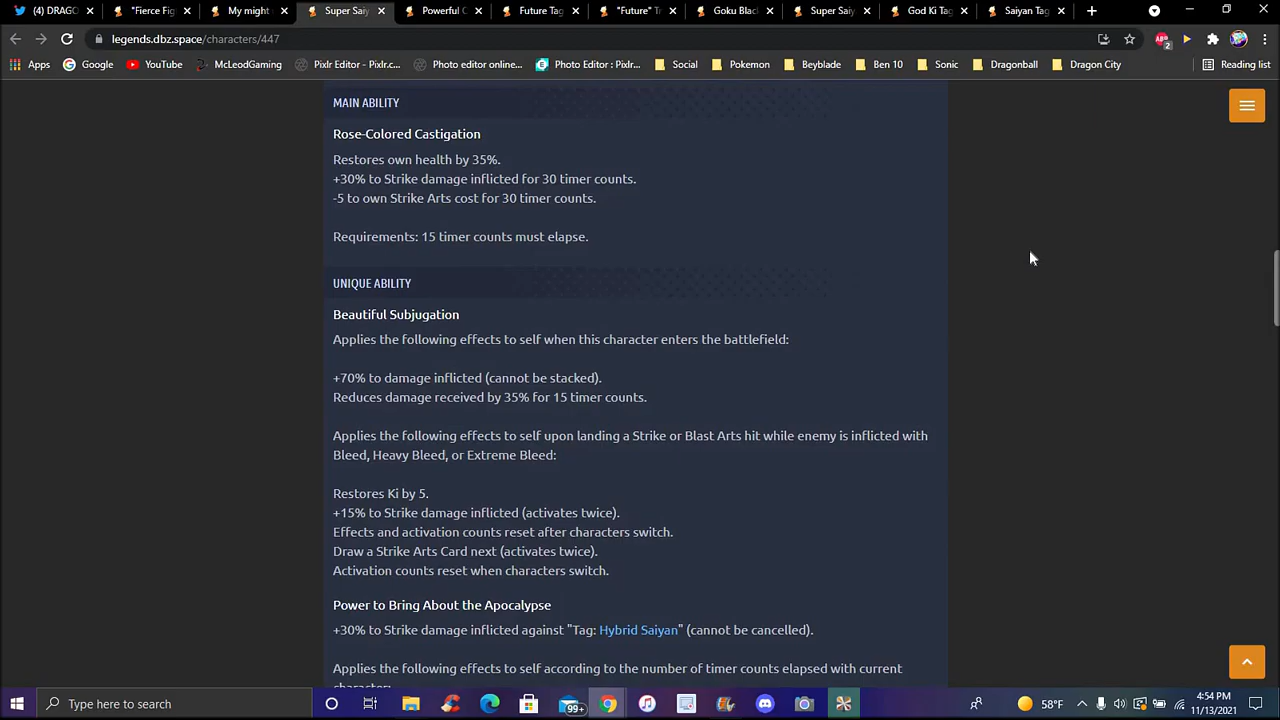 (4) DRAGO
"Fierce Fig
My might
Super Saiy
Powerful C
Future Tag
"Future" Tr
Goku Black
Super Saiy
God Ki Tag
Saiyan Tag
legends.dbz.space/characters/447
2
Apps
Google
YouTube
McLeodGaming
Pixlr Editor - Pixlr.c...
Photo editor online...
Photo Editor : Pixlr...
Social
Pokemon
Beyblade
Ben 10
Sonic
Dragonball
Dragon City
Reading list
MAIN ABILITY
Rose-Colored Castigation
Restores own health by 35%.
+30% to Strike damage inflicted for 30 timer counts.
-5 to own Strike Arts cost for 30 timer counts.
Requirements: 15 timer counts must elapse.
UNIQUE ABILITY
Beautiful Subjugation
Applies the following effects to self when this character enters the battlefield:
+70% to damage inflicted (cannot be stacked).
Reduces damage received by 35% for 15 timer counts.
Applies the following effects to self upon landing a Strike or Blast Arts hit while enemy is inflicted with
Bleed, Heavy Bleed, or Extreme Bleed:
Restores Ki by 5.
+15% to Strike damage inflicted (activates twice).
Effects and activation counts reset after characters switch.
Draw a Strike Arts Card next (activates twice).
Activation counts reset when characters switch.
Power to Bring About the Apocalypse
+30% to Strike damage inflicted against "Tag: Hybrid Saiyan" (cannot be cancelled).
Applies the following effects to self according to the number of timer counts elapsed with current
character:
Type here to search
99+
58°F
4:54 PM
11/13/2021